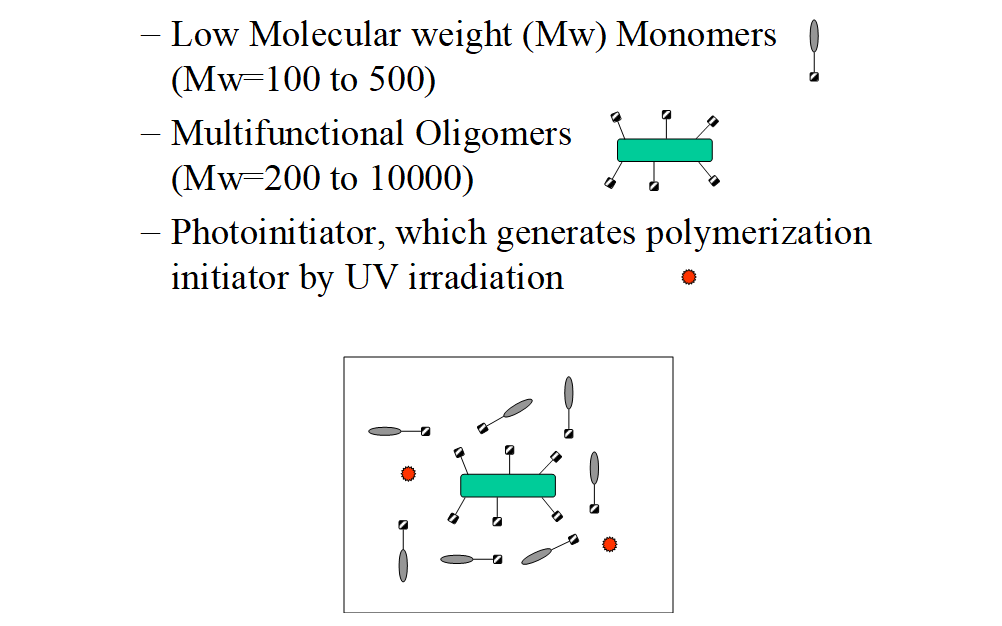 – Low Molecular weight (Mw) Monomers
(Mw=100 to 500)
– Multifunctional Oligomers
(Mw=200 to 10000)
– Photoinitiator, which generates polymerization
initiator by UV irradiation